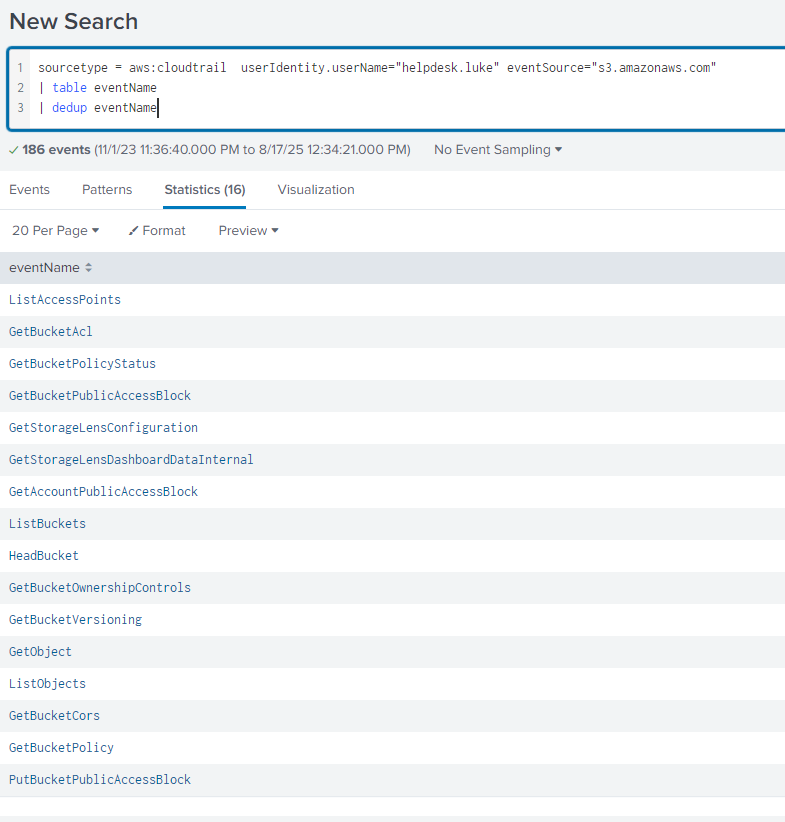 New Search
1 sourcetype = aws:cloudtrail  userIdentity.userName="helpdesk.luke" eventSource="s3.amazonaws.com"
2 | table eventName
3 | dedup eventName
186 events (11/1/23 11:36:40.000 PM to 8/17/25 12:34:21.000 PM) No Event Sampling
Events Patterns Statistics (16) Visualization
20 Per Page Format Preview
eventName
ListAccessPoints
GetBucketAcl
GetBucketPolicyStatus
GetBucketPublicAccessBlock
GetStorageLensConfiguration
GetStorageLensDashboardDataInternal
GetAccountPublicAccessBlock
ListBuckets
HeadBucket
GetBucketOwnershipControls
GetBucketVersioning
GetObject
ListObjects
GetBucketCors
GetBucketPolicy
PutBucketPublicAccessBlock